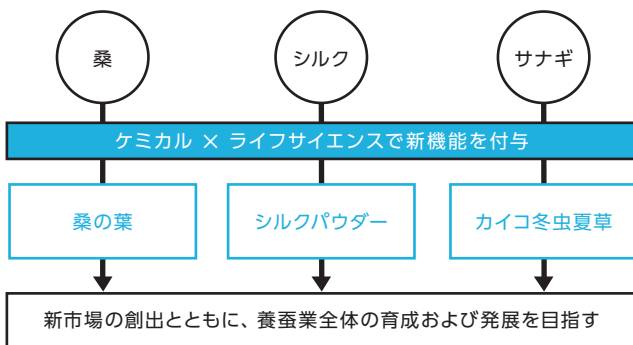 桑
シルク
サナギ
ケミカル × ライフサイエンスで新機能を付与
桑の葉
シルクパウダー
カイコ冬虫夏草
新市場の創出とともに、養蚕業全体の育成および発展を目指す